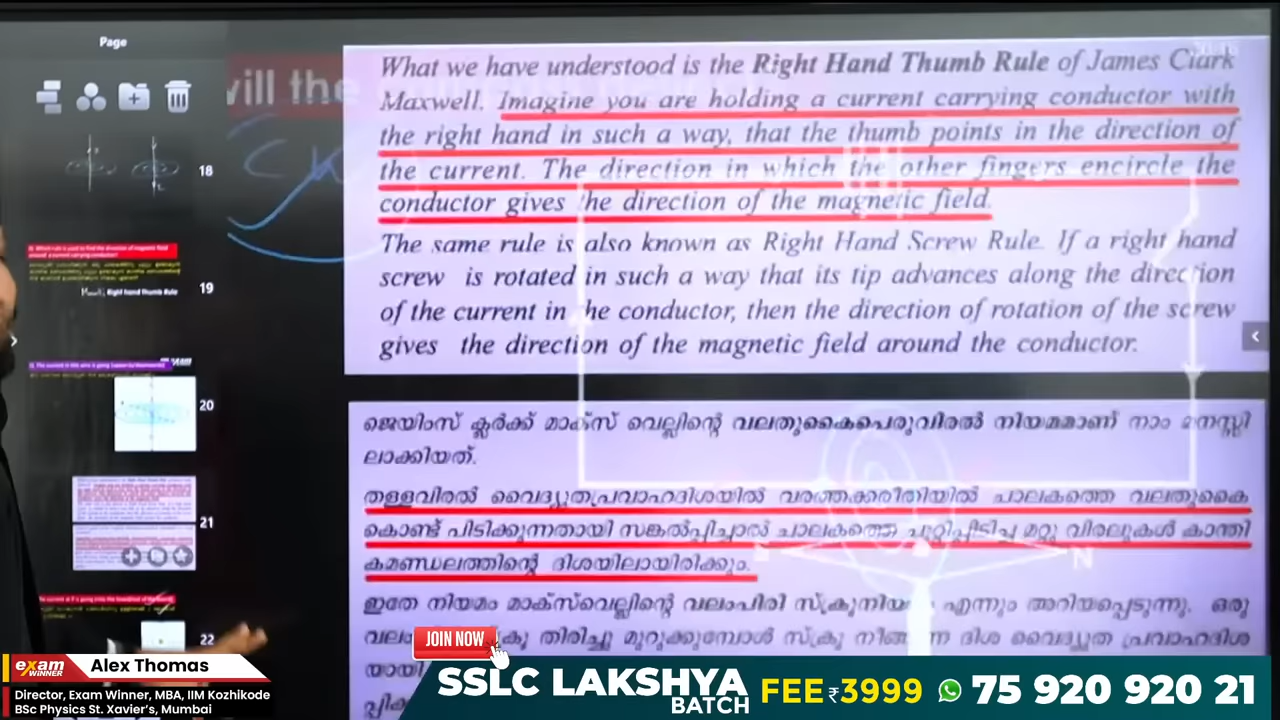 Page
What we have understood is the Right Hand Thumb Rule of James Clark
Maxwell. Imagine you are holding a current carrying conductor with
the right hand in such a way, that the thumb points in the direction of
the current. The direction in which the other fingers encircle the
conductor gives the direction of the magnetic field.
The same rule is also known as Right Hand Screw Rule. If a right hand
screw is rotated in such a way that its tip advances along the direction
of the current in the conductor, then the direction of rotation of the screw
gives the direction of the magnetic field around the conductor.
will the
18
19
Right hand Thumb Rule
20
21
22
ജെയിംസ് ക്ലർക്ക് മാക്സ് വെല്ലിന്റെ വലതുകൈപെരുവിരൽ നിയമമാണ് നാം മനസ്സി
ലാക്കിയത്.
തള്ളവിരൽ വൈദ്യുതപ്രവാഹദിശയിൽ ചാലകത്തെ വലതുകൈ
കൊണ്ട് പിടിക്കുന്നതായി സങ്കൽപ്പിച്ചാൽ ചാലകത്തെ ചുറ്റിപ്പിടിച്ച മറ്റു വിരലുകൾ കാന്തി
കമണ്ഡലത്തിന്റെ ദിശയിലായിരിക്കും.
ഇതേ നിയമം മാക്സ്‌വെല്ലിന്റെ വലംപിരി എന്നും അറിയപ്പെടുന്നു. ഒരു
തിരിച്ചു മുറുക്കുമ്പോൾ സ്ക്രൂ ദിശ വൈദ്യുത പ്രവാഹദിശ
യായി
N
JOIN NOW
exam
WINNER
Alex Thomas
Director, Exam Winner, MBA, IIM Kozhikode
BSc Physics St. Xavier's, Mumbai
SSLC LAKSHYA
BATCH
FEE ₹3999
75 920 920 21